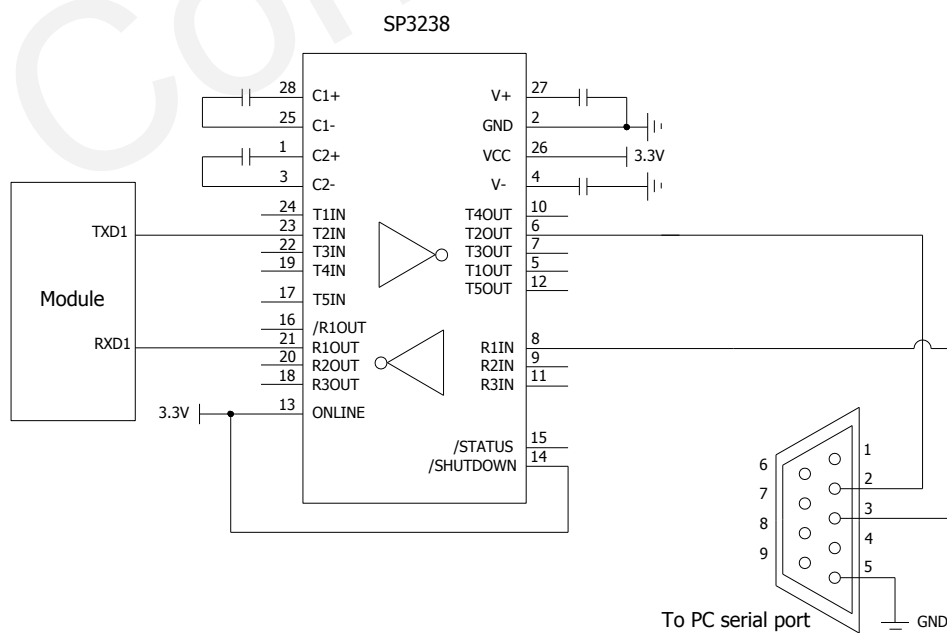 SP3238
28 C1+ V+ 27
25 C1- GND 2
1 C2+ VCC 26 3.3V
3 C2- V- 4
24 T1IN T4OUT 10
TXD1 23 T2IN T2OUT 6
22 T3IN T3OUT 7
19 T4IN T1OUT 5
T5OUT 12
Module 17 T5IN
16 /R1OUT
RXD1 21 R1OUT R1IN 8
20 R2OUT R2IN 9
18 R3OUT R3IN 11
3.3V 13 ONLINE
/STATUS 15
/SHUTDOWN 14
1
6
2
7
3
8
4
9
5
To PC serial port GND